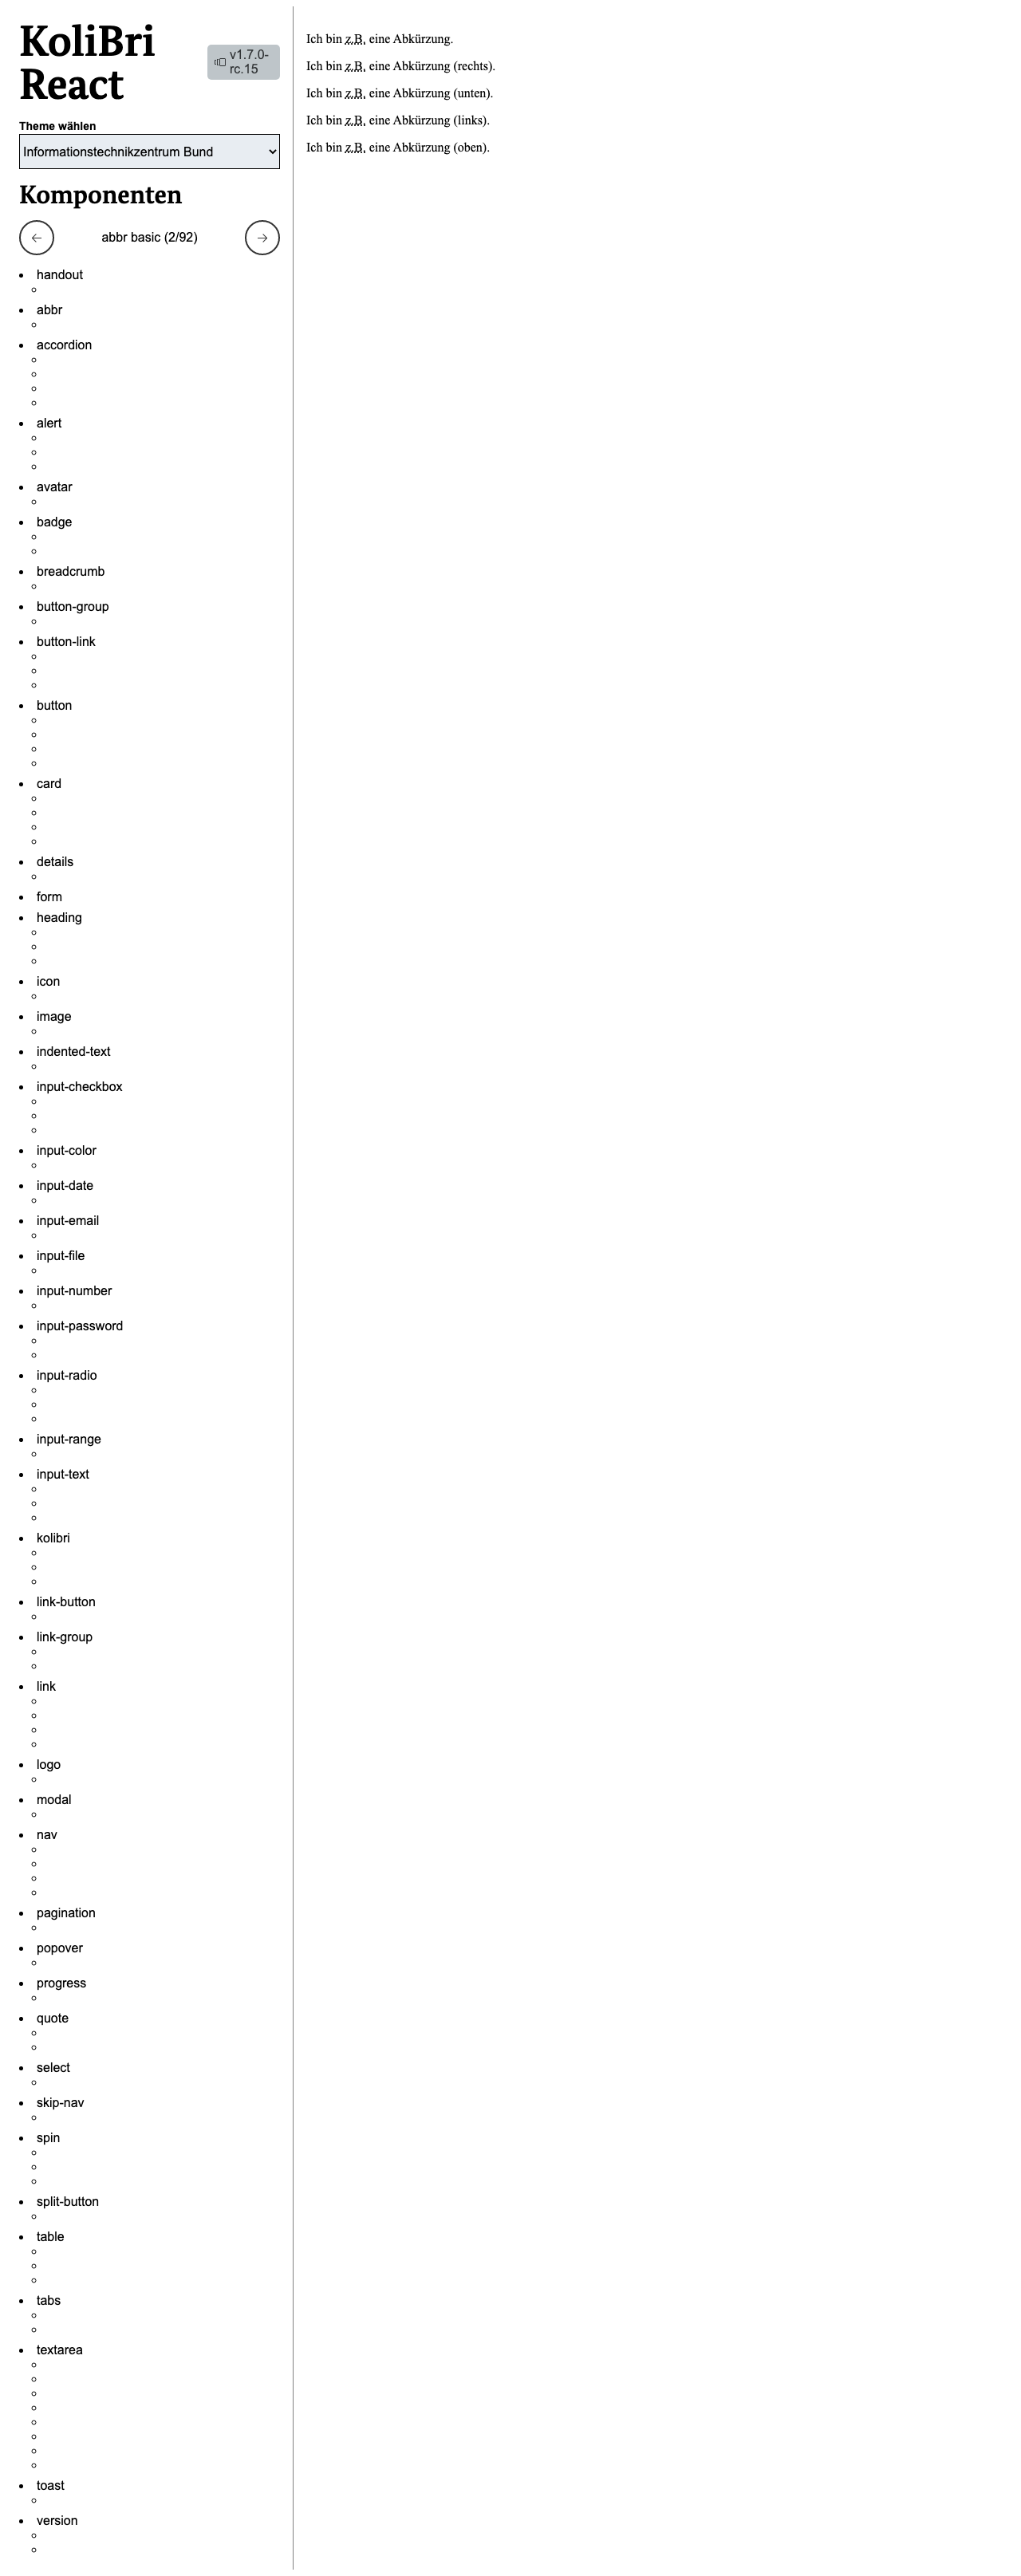 KoliBri
React
v1.7.0-
rc.15
Theme wählen
Informationstechnikzentrum Bund
Komponenten
abbr basic (2/92)
handout
abbr
accordion
alert
avatar
badge
breadcrumb
button-group
button-link
button
card
details
form
heading
icon
image
indented-text
input-checkbox
input-color
input-date
input-email
input-file
input-number
input-password
input-radio
input-range
input-text
kolibri
link-button
link-group
link
logo
modal
nav
pagination
popover
progress
quote
select
skip-nav
spin
split-button
table
tabs
textarea
toast
version
Ich bin z.B. eine Abkürzung.
Ich bin z.B. eine Abkürzung (rechts).
Ich bin z.B. eine Abkürzung (unten).
Ich bin z.B. eine Abkürzung (links).
Ich bin z.B. eine Abkürzung (oben).